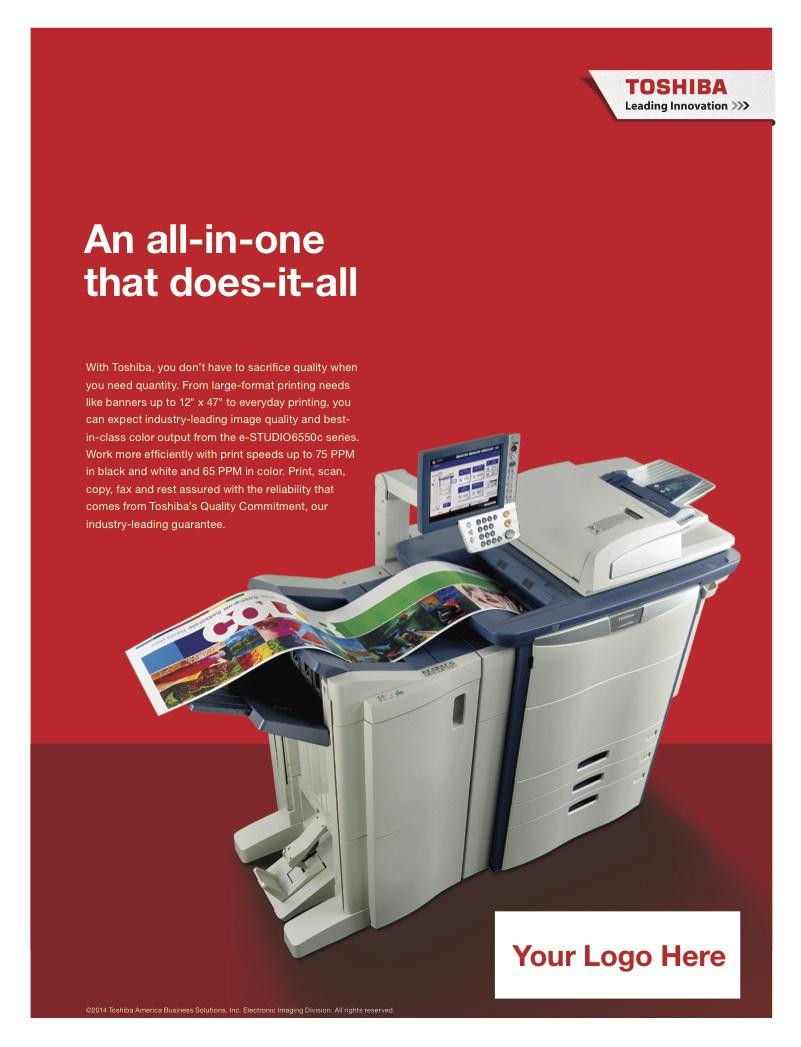 TOSHIBA
Leading Innovation >>>
An all-in-one
that does-it-all
With Toshiba, you don’t have to sacrifice quality when
you need quantity. From large-format printing needs
like banners up to 12" x 47" to everyday printing, you
can expect industry-leading image quality and best-
in-class color output from the e-STUDIO6550c series.
Work more efficiently with print speeds up to 75 PPM
in black and white and 65 PPM in color. Print, scan,
copy, fax and rest assured with the reliability that
comes from Toshiba’s Quality Commitment, our
industry-leading guarantee.
TOSHIBA
Your Logo Here
©2014 Toshiba America Business Solutions, Inc. Electronic Imaging Division. All rights reserved.